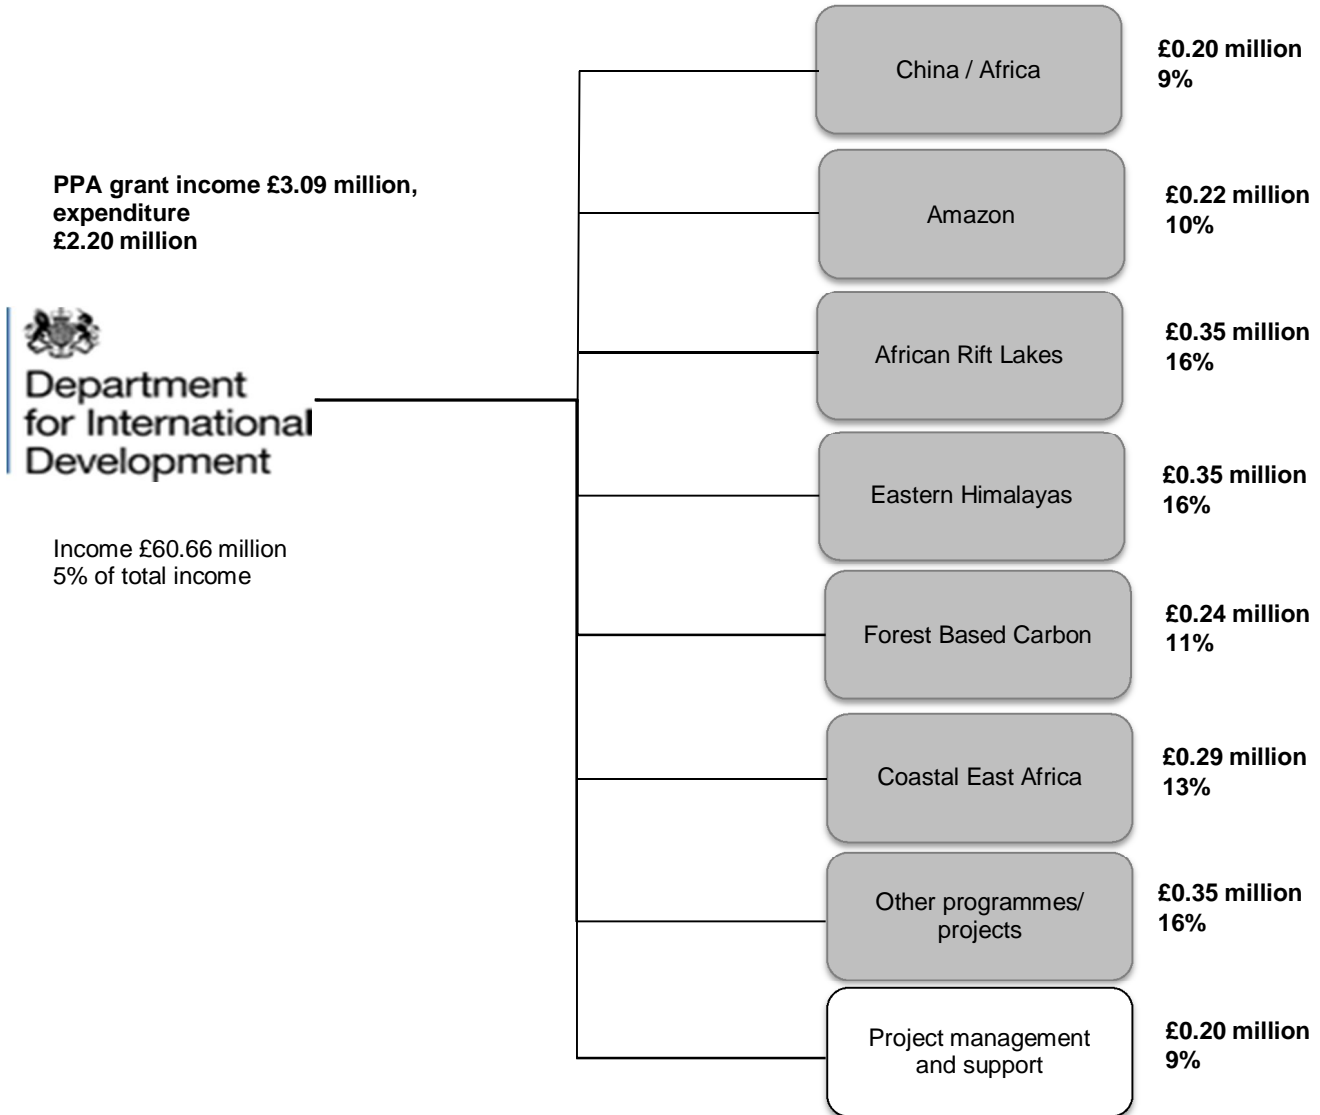 PPA grant income £3.09 million,
expenditure
£2.20 million
Department
for International
Development
Income £60.66 million
5% of total income
China / Africa
£0.20 million
9%
Amazon
£0.22 million
10%
African Rift Lakes
£0.35 million
16%
Eastern Himalayas
£0.35 million
16%
Forest Based Carbon
£0.24 million
11%
Coastal East Africa
£0.29 million
13%
Other programmes/
projects
£0.35 million
16%
Project management
and support
£0.20 million
9%